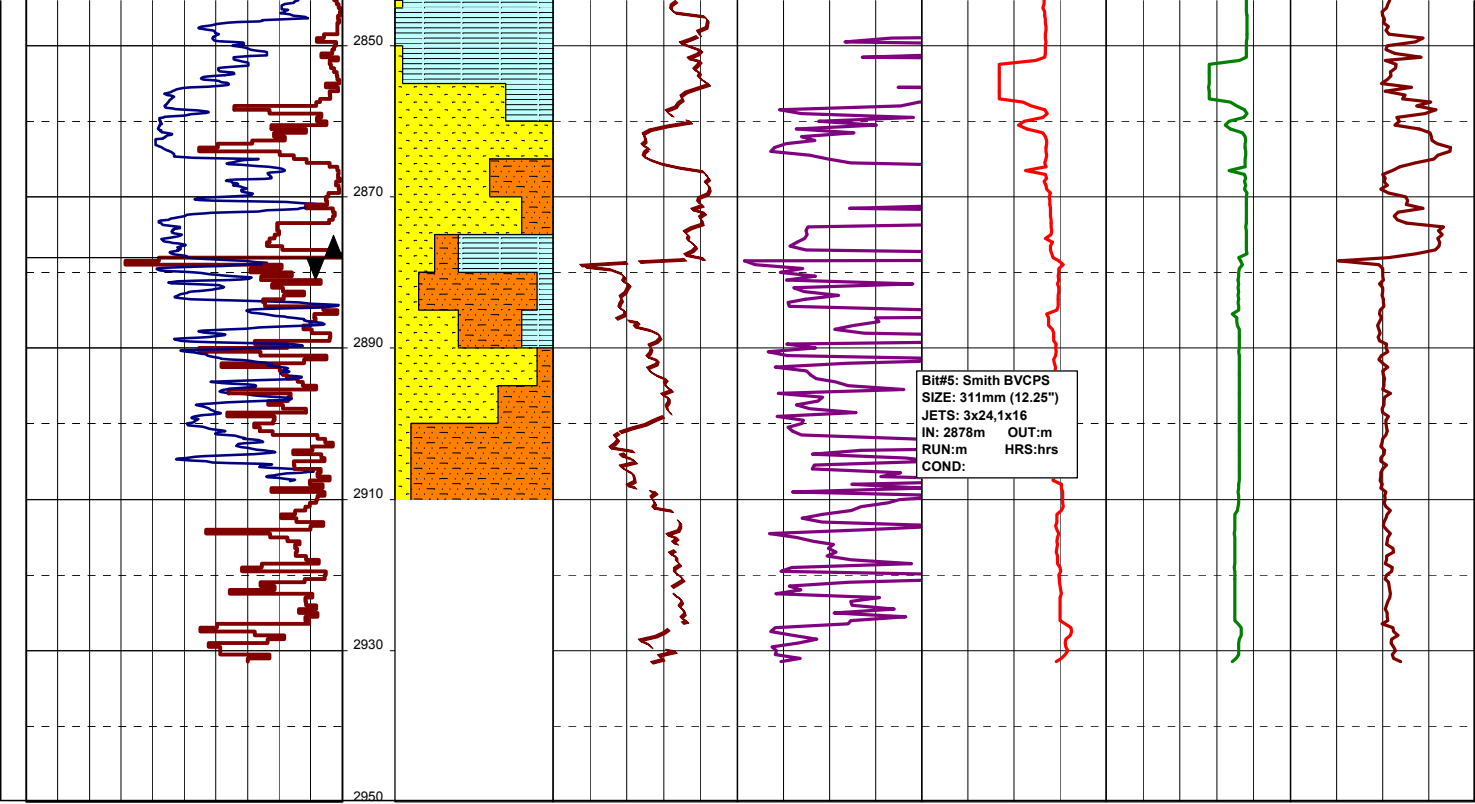 2850
2870
2890
Bit#5: Smith BVCPS
SIZE: 311mm (12.25")
JETS: 3x24,1x16
IN: 2878m OUT:m
RUN:m HRS:hrs
COND:
2910
2930
2950